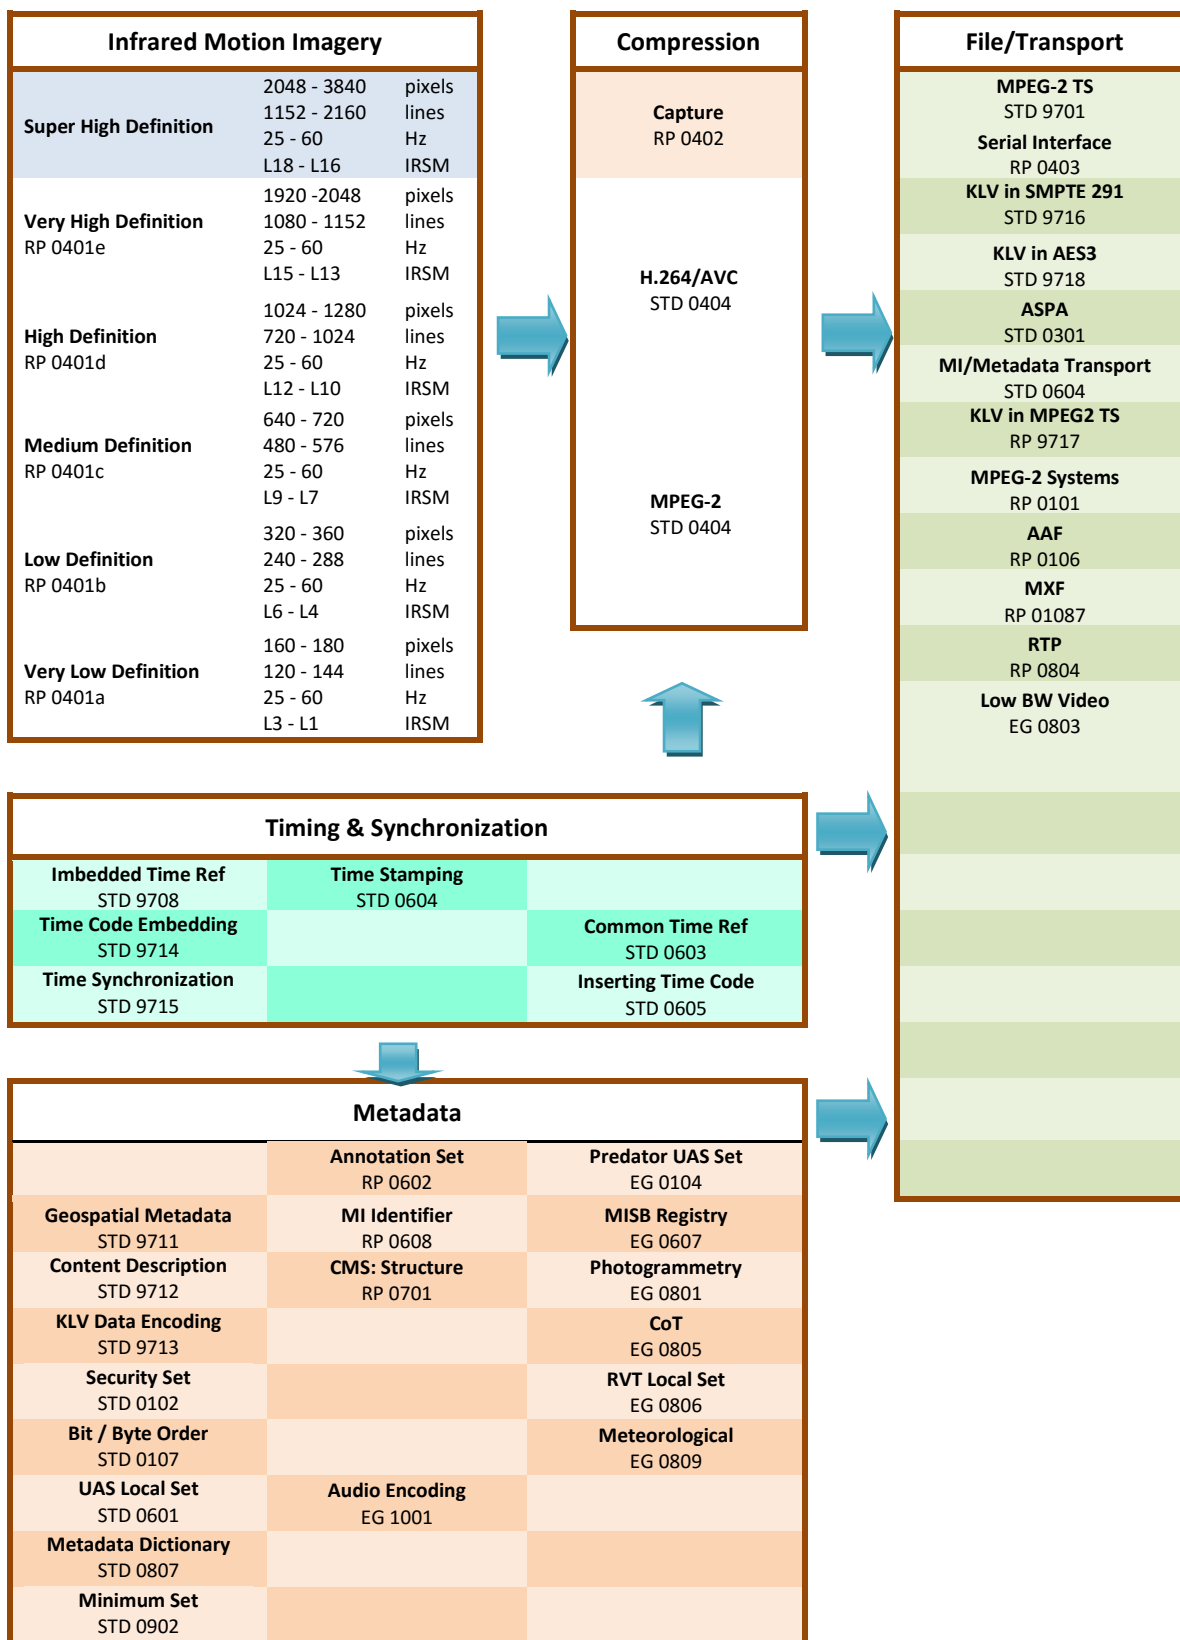 Infrared Motion Imagery
Super High Definition
2048 - 3840 pixels
1152 - 2160 lines
25 - 60 Hz
L18 - L16 IRSM
Very High Definition
RP 0401e
1920 -2048 pixels
1080 - 1152 lines
25 - 60 Hz
L15 - L13 IRSM
High Definition
RP 0401d
1024 - 1280 pixels
720 - 1024 lines
25 - 60 Hz
L12 - L10 IRSM
Medium Definition
RP 0401c
640 - 720 pixels
480 - 576 lines
25 - 60 Hz
L9 - L7 IRSM
Low Definition
RP 0401b
320 - 360 pixels
240 - 288 lines
25 - 60 Hz
L6 - L4 IRSM
Very Low Definition
RP 0401a
160 - 180 pixels
120 - 144 lines
25 - 60 Hz
L3 - L1 IRSM
Compression
Capture
RP 0402
H.264/AVC
STD 0404
MPEG-2
STD 0404
File/Transport
MPEG-2 TS
STD 9701
Serial Interface
RP 0403
KLV in SMPTE 291
STD 9716
KLV in AES3
STD 9718
ASPA
STD 0301
MI/Metadata Transport
STD 0604
KLV in MPEG2 TS
RP 9717
MPEG-2 Systems
RP 0101
AAF
RP 0106
MXF
RP 01087
RTP
RP 0804
Low BW Video
EG 0803
Timing & Synchronization
Imbedded Time Ref
STD 9708
Time Stamping
STD 0604
Time Code Embedding
STD 9714
Common Time Ref
STD 0603
Time Synchronization
STD 9715
Inserting Time Code
STD 0605
Metadata
Annotation Set
RP 0602
Predator UAS Set
EG 0104
Geospatial Metadata
STD 9711
MI Identifier
RP 0608
MISB Registry
EG 0607
Content Description
STD 9712
CMS: Structure
RP 0701
Photogrammetry
EG 0801
KLV Data Encoding
STD 9713
CoT
EG 0805
Security Set
STD 0102
RVT Local Set
EG 0806
Bit / Byte Order
STD 0107
Meteorological
EG 0809
UAS Local Set
STD 0601
Audio Encoding
EG 1001
Metadata Dictionary
STD 0807
Minimum Set
STD 0902